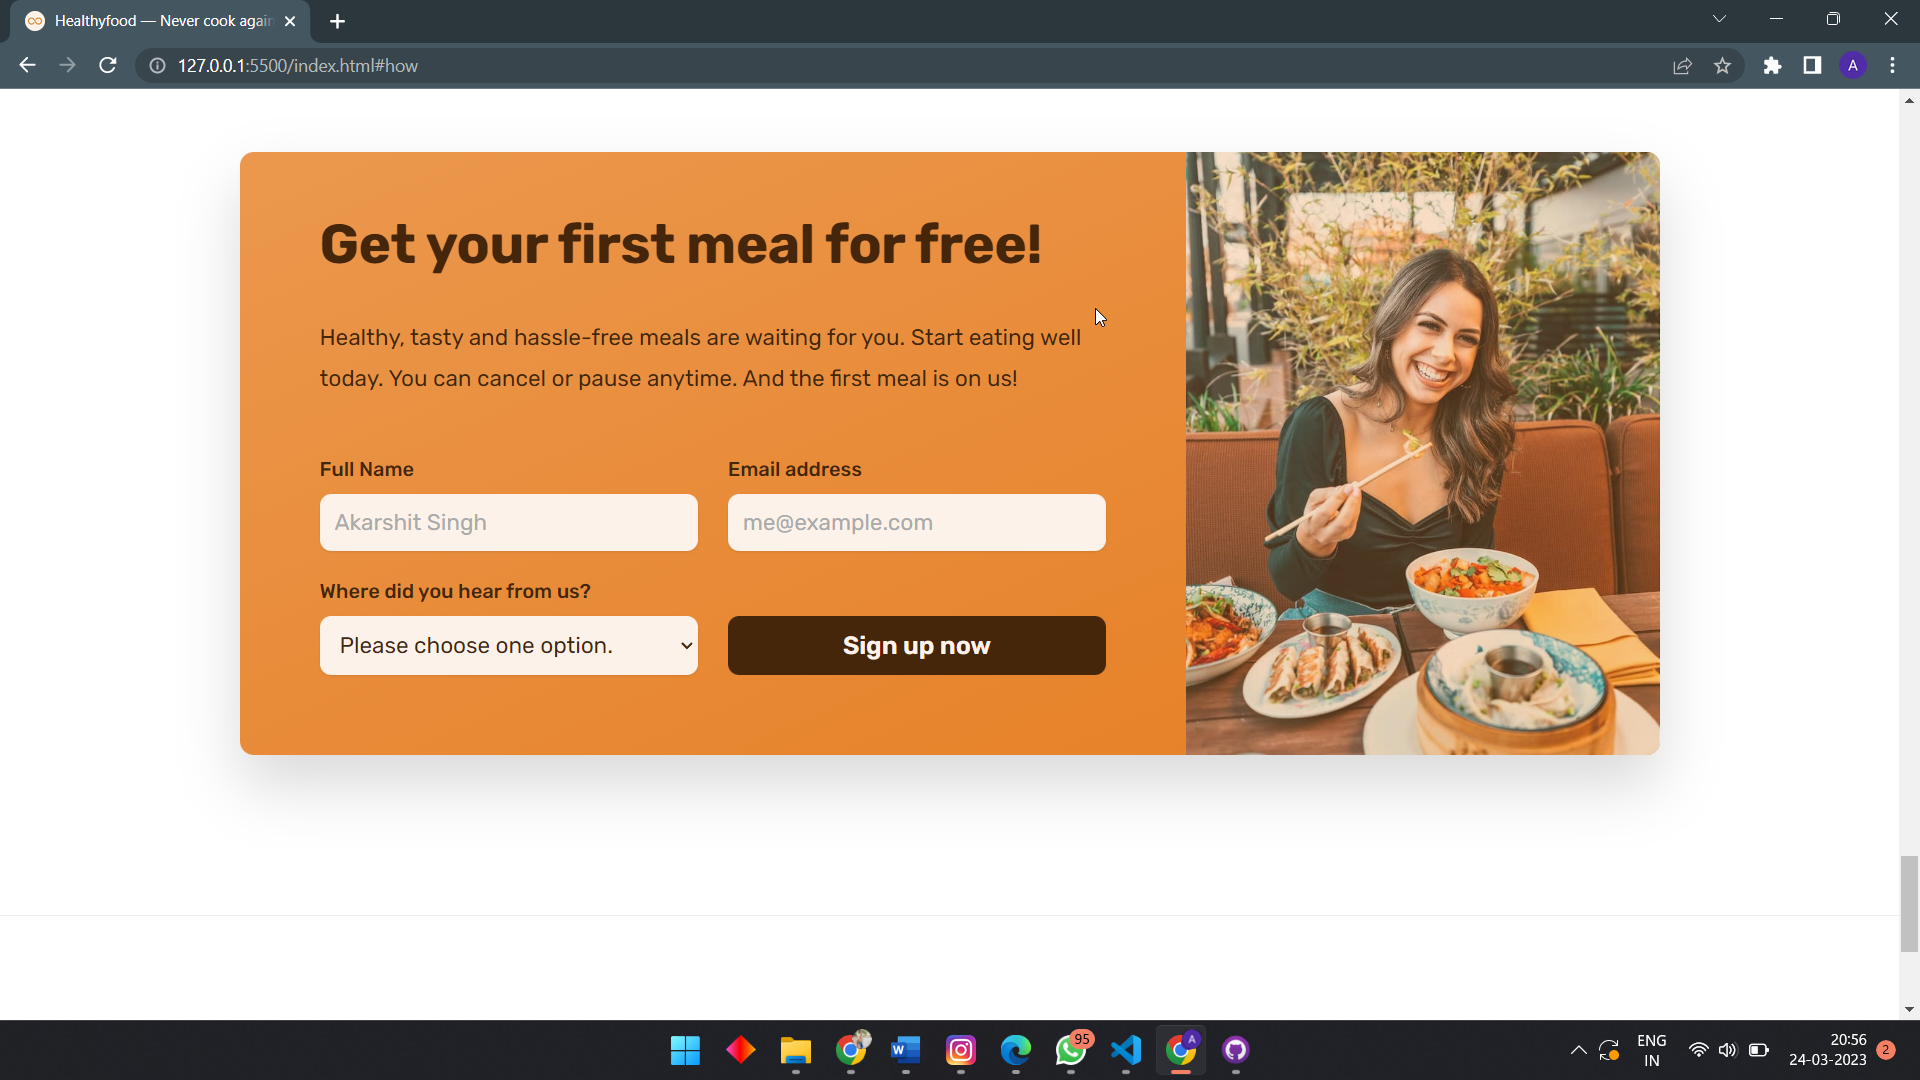 Healthyfood — Never cook again
127.0.0.1:5500/index.html#how
A
Get your first meal for free!
Healthy, tasty and hassle-free meals are waiting for you. Start eating well
today. You can cancel or pause anytime. And the first meal is on us!
Full Name
Email address
Akarshit Singh
me@example.com
Where did you hear from us?
Please choose one option.
Sign up now
W
95
A
ENG
IN
20:56
24-03-2023
2